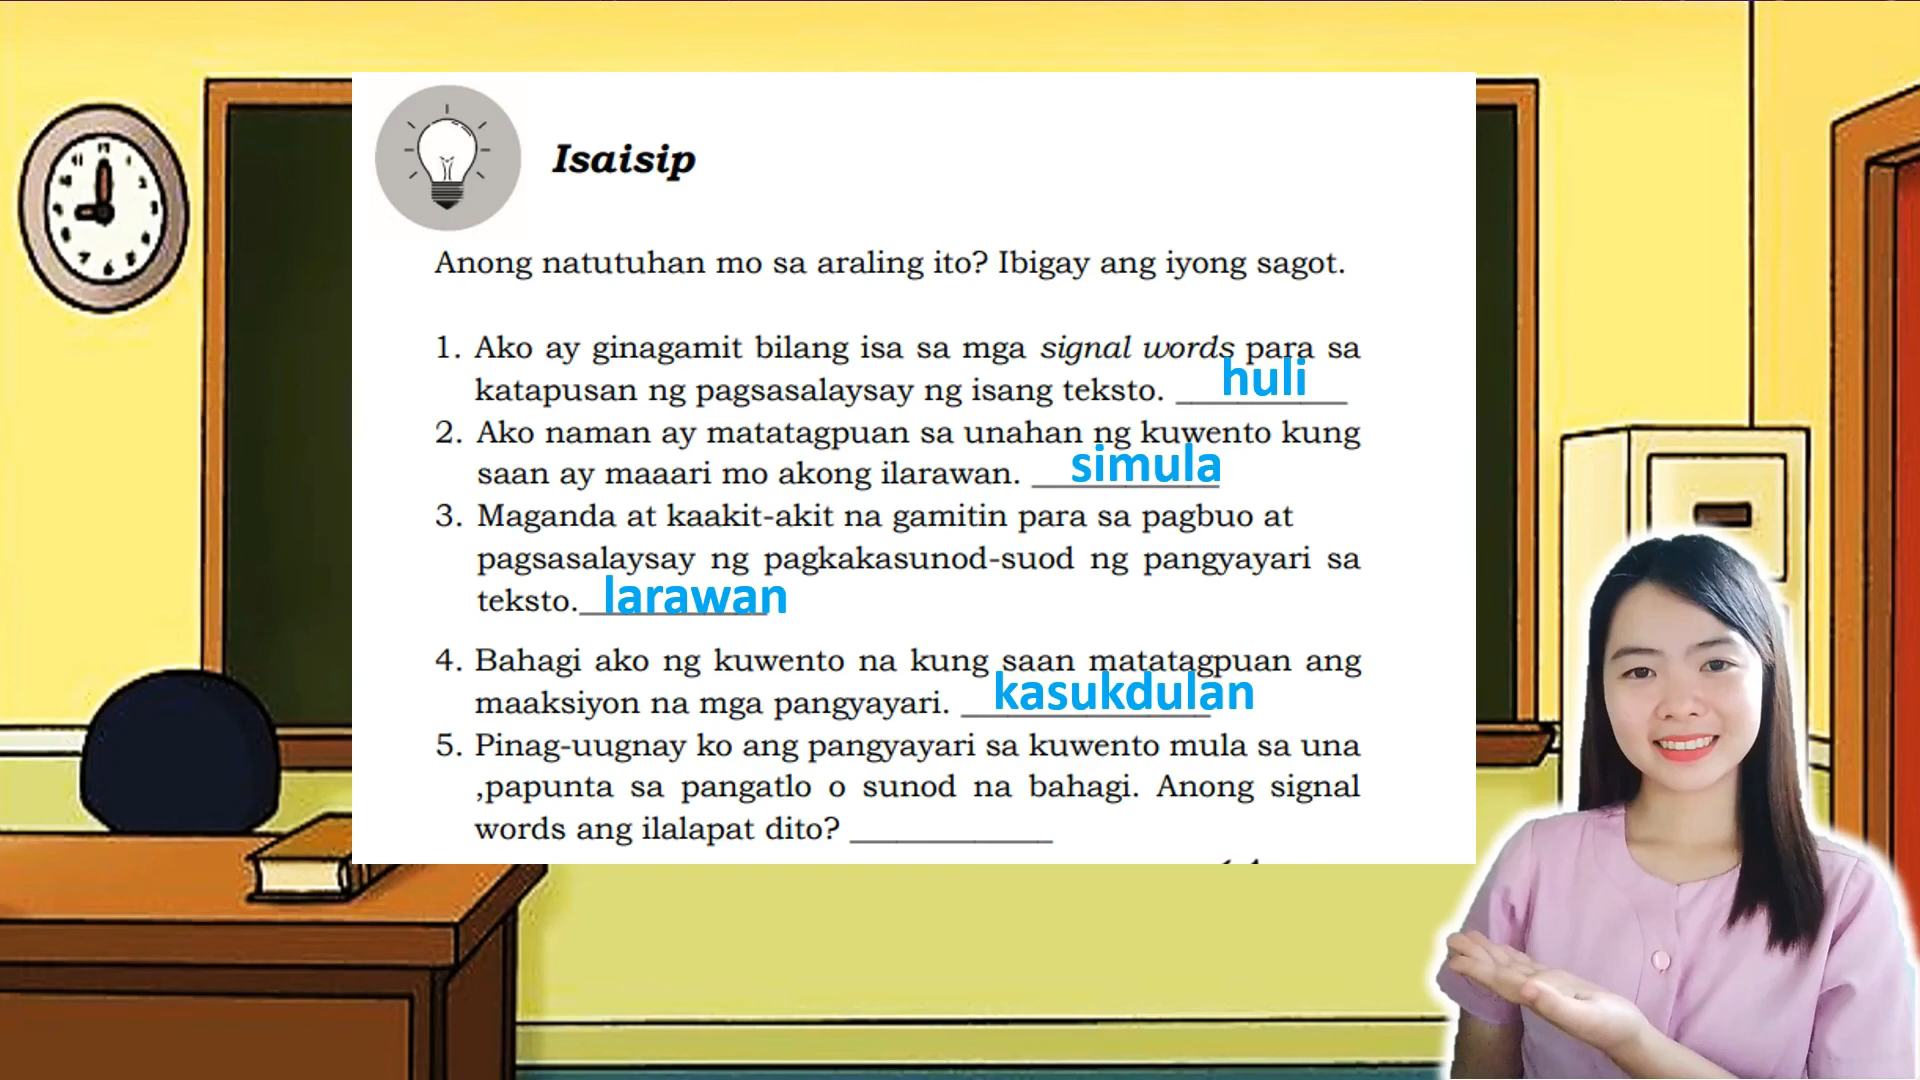 Isaisip
Anong natutuhan mo sa araling ito? Ibigay ang iyong sagot.
1. Ako ay ginagamit bilang isa sa mga signal words para sa
katapusan ng pagsasalaysay ng isang teksto. huli
2. Ako naman ay matatagpuan sa unahan ng kuwento kung
saan ay maaari mo akong ilarawan. simula
3. Maganda at kaakit-akit na gamitin para sa pagbuo at
pagsasalaysay ng pagkakasunod-suod ng pangyayari sa
teksto. larawan
4. Bahagi ako ng kuwento na kung saan matatagpuan ang
maaksiyon na mga pangyayari. kasukdulan
5. Pinag-uugnay ko ang pangyayari sa kuwento mula sa una
,papunta sa pangatlo o sunod na bahagi. Anong signal
words ang ilalapat dito? ____________